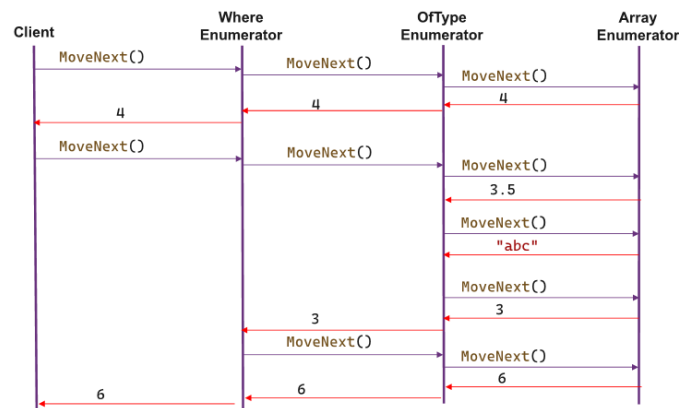 Client
Where
Enumerator
OfType
Enumerator
Array
Enumerator
MoveNext()
MoveNext()
MoveNext()
4
4
4
MoveNext()
MoveNext()
MoveNext()
3.5
MoveNext()
"abc"
MoveNext()
3
3
MoveNext()
MoveNext()
6
6
6